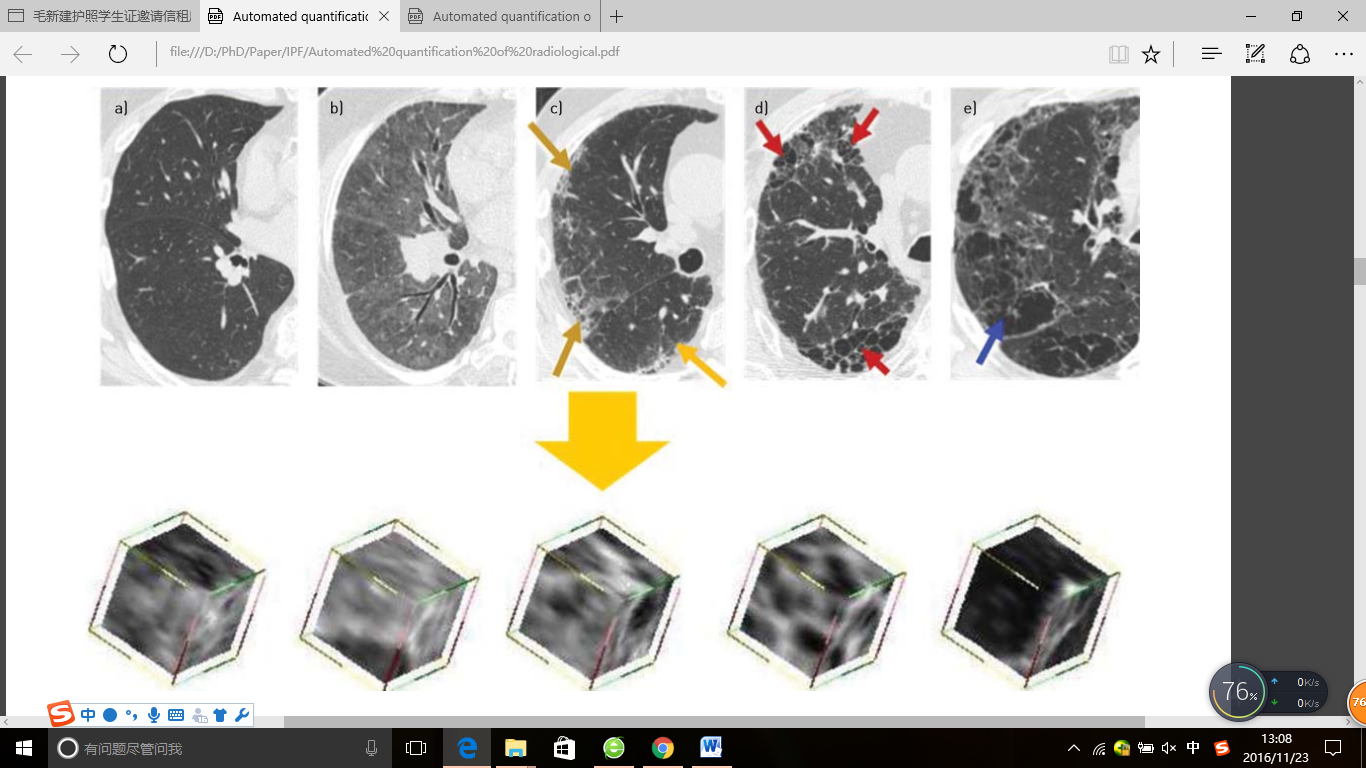 毛新建护照学生证邀请信租
Automated quantificatic
Automated quantification o
file:///D:/PhD/Paper/IPF/Automated%20quantification%20of%20radiological.pdf
a)
b)
c)
d)
e)
76%
0K/s
0K/s
76
中
有问题尽管问我
中
13:08
2016/11/23